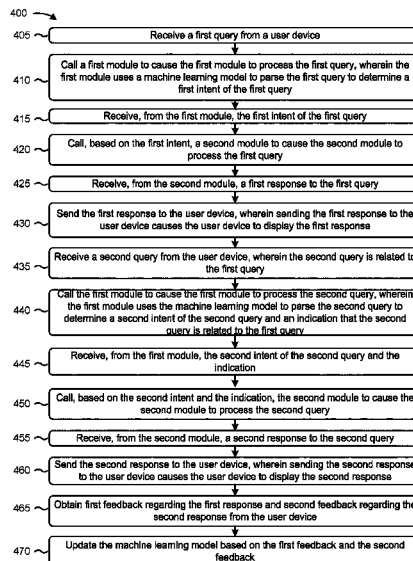 400
405
Receive a first query from a user device
410
Call a first module to cause the first module to process the first query, wherein
the first module uses a machine learning model to parse the first query to determine a
first intent of the first query
415
Receive, from the first module, the first intent of the first query
420
Call, based on the first intent, a second module to cause the second module to
process the first query
425
Receive, from the second module, a first response to the first query
430
Send the first response to the user device, wherein sending the first response to the
user device causes the user device to display the first response
435
Receive a second query from the user device, wherein the second query is related to
the first query
440
Call the first module to cause the first module to process the second query, wherein
the first module uses the machine learning model to parse the second query to
determine a second intent of the second query and an indication that the second
query is related to the first query
445
Receive, from the first module, the second intent of the second query and the
indication
450
Call, based on the second intent and the indication, the second module to cause the
second module to process the second query
455
Receive, from the second module, a second response to the second query
460
Send the second response to the user device, wherein sending the second response
to the user device causes the user device to display the second response
465
Obtain first feedback regarding the first response and second feedback regarding the
second response from the user device
470
Update the machine learning model based on the first feedback and the second
feedback